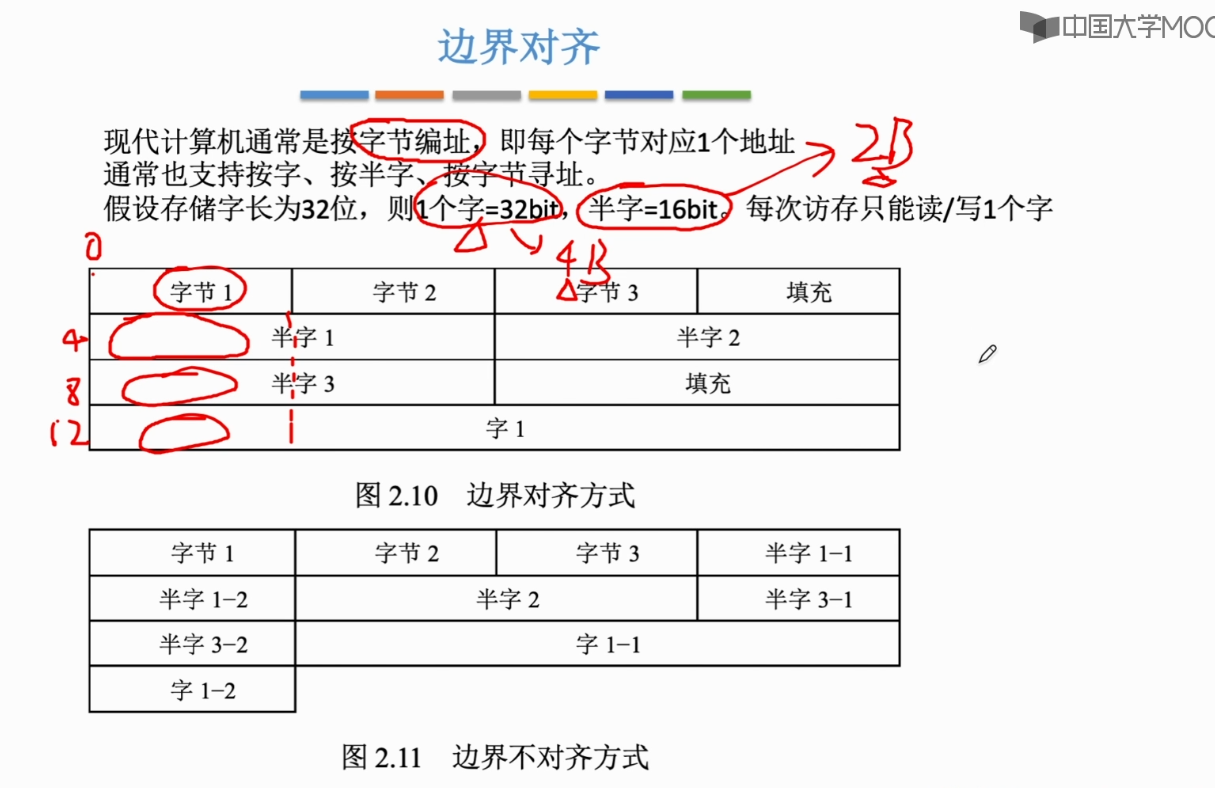 中国大学MOO
边界对齐
现代计算机通常是按字节编址，即每个字节对应1个地址
2B
通常也支持按字、按半字、按字节寻址。
假设存储字长为32位，则1个字=32bit，半字=16bit。每次访存只能读/写1个字
0
4B
字节 1 字节 2 字节 3 填充
4 半字 1 半字 2
8 半字 3 填充
12 字 1
图 2.10 边界对齐方式
字节 1 字节 2 字节 3 半字 1-1
半字 1-2 半字 2 半字 3-1
半字 3-2 字 1-1
字 1-2
图 2.11 边界不对齐方式